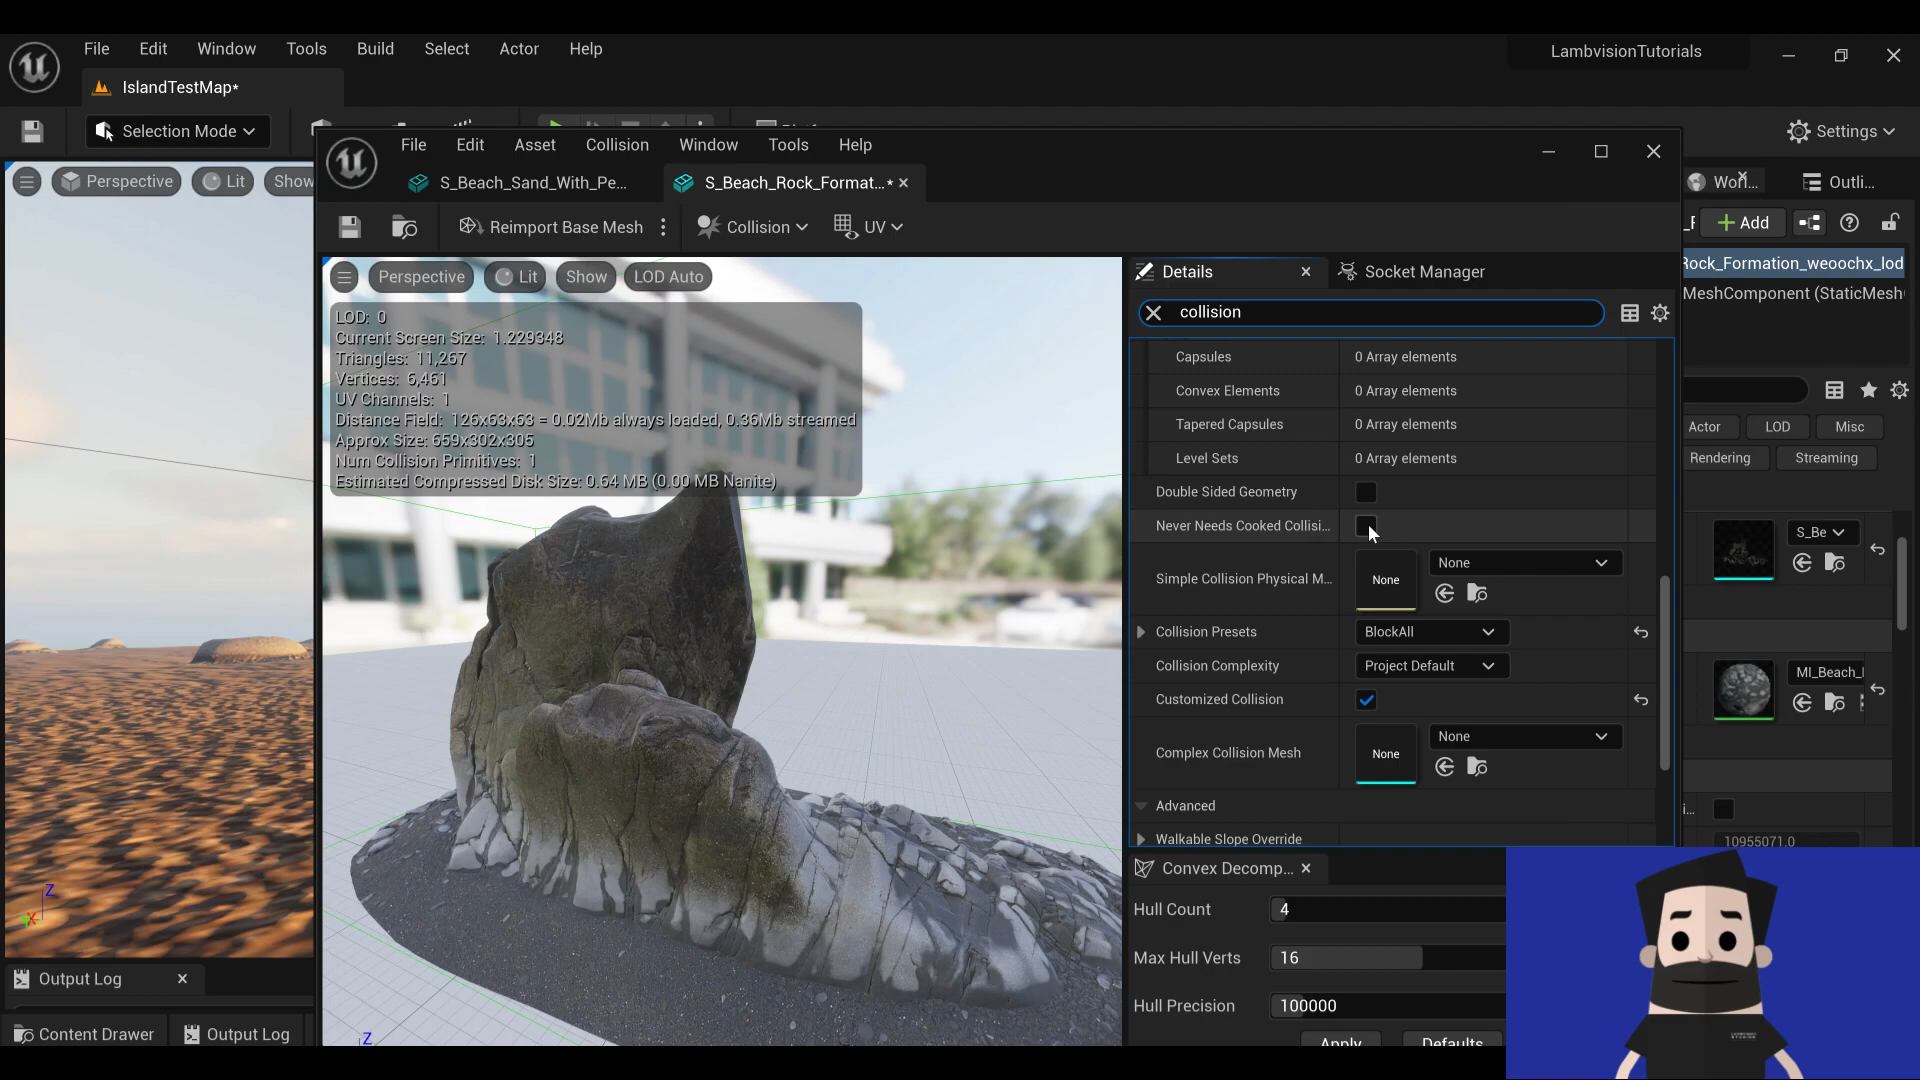 File Edit Window Tools Build Select Actor Help
LambvisionTutorials
IslandTestMap*
Selection Mode
Settings
File Edit Asset Collision Window Tools Help
Perspective Lit Show
S_Beach_Sand_With_Pe...
S_Beach_Rock_Format...*
Worl...
Outli...
Reimport Base Mesh
Collision
UV
Add
Perspective Lit Show LOD Auto
Details
Socket Manager
Rock_Formation_weoochx_lod
MeshComponent (StaticMesh
collision
LOD: 0
Current Screen Size: 1.229348
Triangles: 11,267
Vertices: 6,461
UV Channels: 1
Distance Field: 126x63x63 = 0.02Mb always loaded, 0.36Mb streamed
Approx Size: 659x302x305
Num Collision Primitives: 1
Estimated Compressed Disk Size: 0.64 MB (0.00 MB Nanite)
Capsules 0 Array elements
Convex Elements 0 Array elements
Tapered Capsules 0 Array elements
Level Sets 0 Array elements
Double Sided Geometry
Never Needs Cooked Collisi...
Simple Collision Physical M... None None
Collision Presets BlockAll
Collision Complexity Project Default
Customized Collision
Complex Collision Mesh None None
Advanced
Walkable Slope Override
Actor LOD Misc
Rendering Streaming
S_Be
MI_Beach_I
10955071.0
Convex Decomp...
Hull Count 4
Max Hull Verts 16
Hull Precision 100000
Apply Defaults
Z
X
Z
Output Log
Content Drawer
Output Log